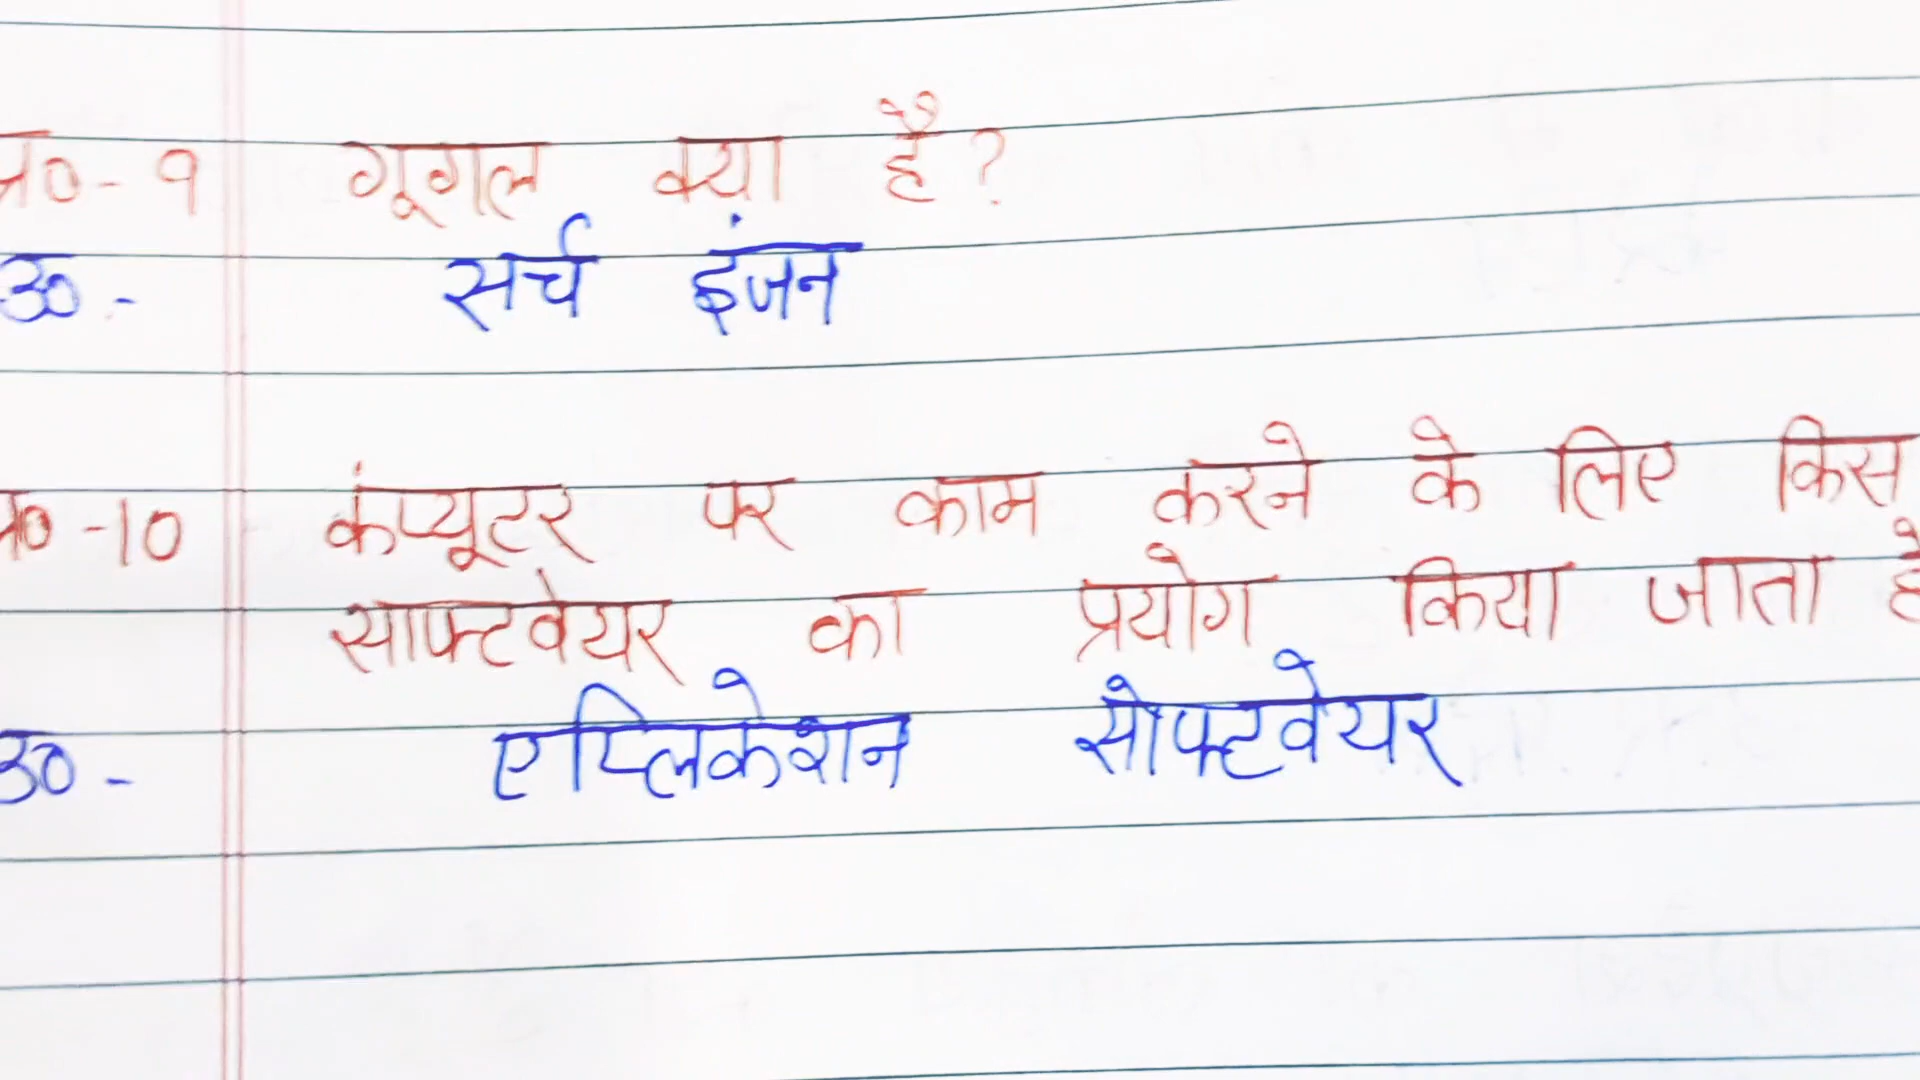 प्र0- 9 गूगल क्या है?
उ0 - सर्च इंजन
प्र0 -10 कंप्यूटर पर काम करने के लिए किस
साफ्टवेयर का प्रयोग किया जाता है
उ0 - एप्लिकेशन सोफ्टवेयर